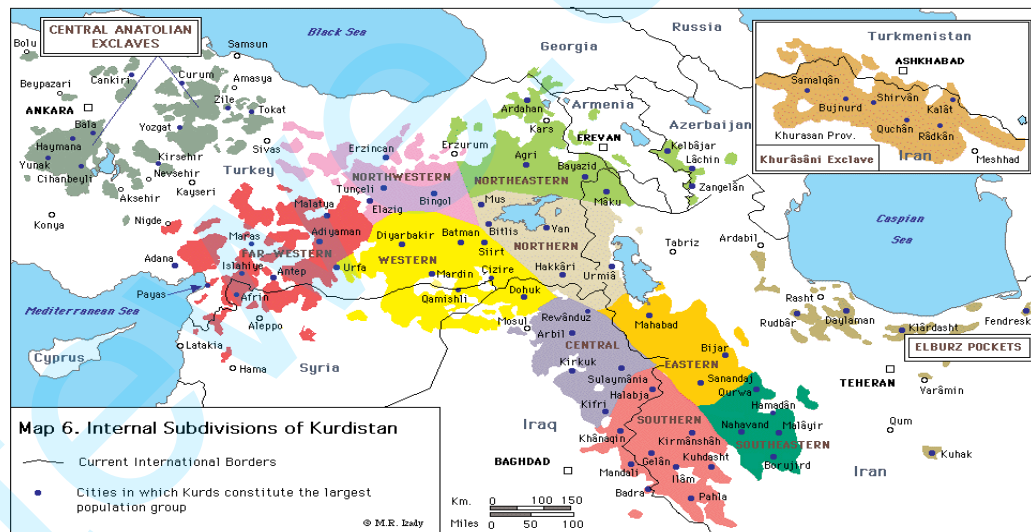 CENTRAL ANATOLIAN
EXCLAVES
Bolu
Samsun
Black Sea
Georgia
Russia
Turkmenistan
ASHKHABAD
Samalqân
Bujnurd
Shirvân
Kalât
Quchân
Râdkân
Khurasan Prov.
Iran
Meshhad
Khurâsâni Exclave
Beypazari
Cankiri
Curum
Amasya
ANKARA
Zile
Tokat
Bala
Yozgat
Haymana
Yunak
Cihanbeyli
Kirsehir
Nevsehir
Kayseri
Aksehir
Konya
Nigde
Sivas
Turkey
Erzincan
Erzurum
Ardahan
Kars
Armenia
EREVAN
Azerbaijan
Kelbâjar
Lâchin
Zangelân
Agri
Bayazid
NORTHWESTERN
NORTHEASTERN
Tunçeli
Bingol
Elazig
Mâku
Malatya
Mus
Bitlis
Van
Adiyaman
Diyarbakir
Batman
Siirt
NORTHERN
Maras
FAR-WESTERN
WESTERN
Adana
Islahiye
Antep
Urfa
Mardin
Çizire
Hakkâri
Urmiâ
Tabriz
Ardabil
Caspian
Sea
Payas
Afrin
Qamishli
Dohuk
Mediterranean Sea
Aleppo
Mosul
Rewânduz
Mahabad
Rasht
Rudbâr
Daylaman
Klârdasht
Fendresk
ELBURZ POCKETS
Latakia
Cyprus
Hama
Syria
Arbil
CENTRAL
Kirkuk
Sulaymânia
Bijar
EASTERN
Sanandaj
Qurwa
TEHERAN
Yarâmin
Halabja
Kifri
Hamadân
Iraq
Khânaqin
SOUTHERN
Nahavand
Malâyir
Qum
Kirmânshâh
SOUTHEASTERN
BAGHDAD
Gelân
Kuhdasht
Borujird
Mandali
Ilâm
Kuhak
Iran
Badra
Pahla
Map 6. Internal Subdivisions of Kurdistan
Current International Borders
Cities in which Kurds constitute the largest
population group
© M.R. Izady
Km.
0 50 100 150
Miles
0 50 100